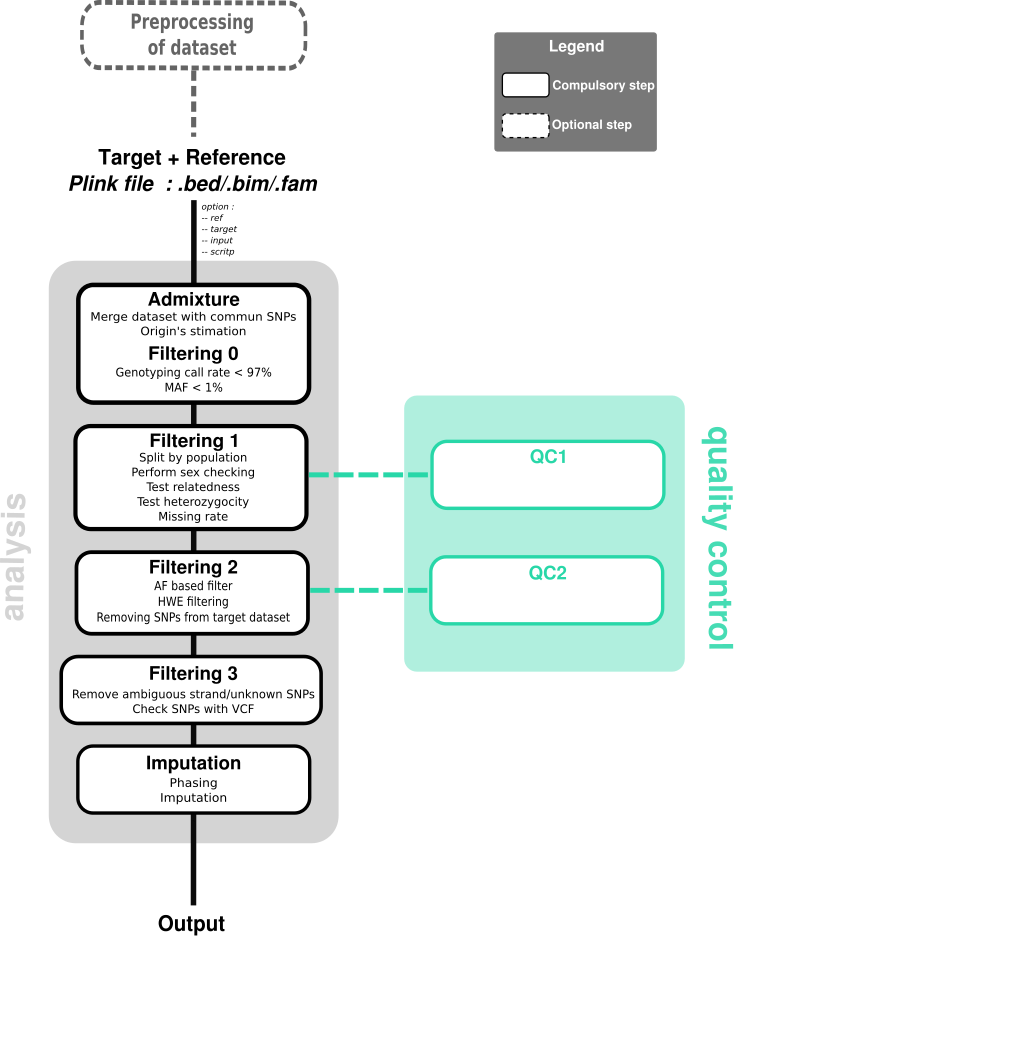 Preprocessing
of dataset
Legend
Compulsory step
Optional step
Target + Reference
Plink file : .bed/.bim/.fam
option :
-- ref
-- target
-- input
-- scritp
analysis
Admixture
Merge dataset with commun SNPs
Origin's stimation
Filtering 0
Genotyping call rate < 97%
MAF < 1%
Filtering 1
Split by population
Perform sex checking
Test relatedness
Test heterozygocity
Missing rate
Filtering 2
AF based filter
HWE filtering
Removing SNPs from target dataset
Filtering 3
Remove ambiguous strand/unknown SNPs
Check SNPs with VCF
Imputation
Phasing
Imputation
Output
QC1
QC2
quality control